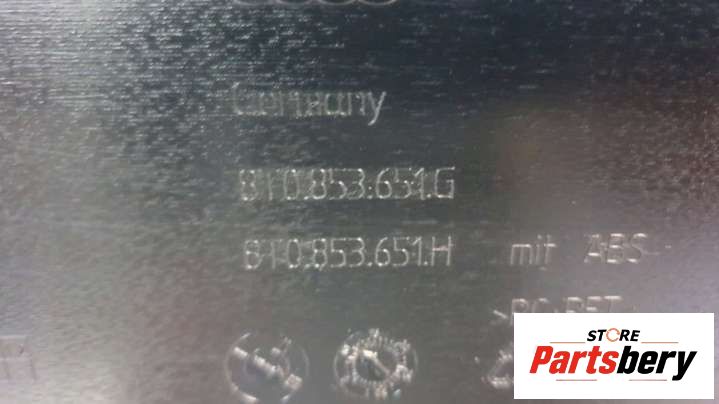 Germany
8T0.853.651.G
8T0.853.651.H mit ABS
STORE
Partsbery